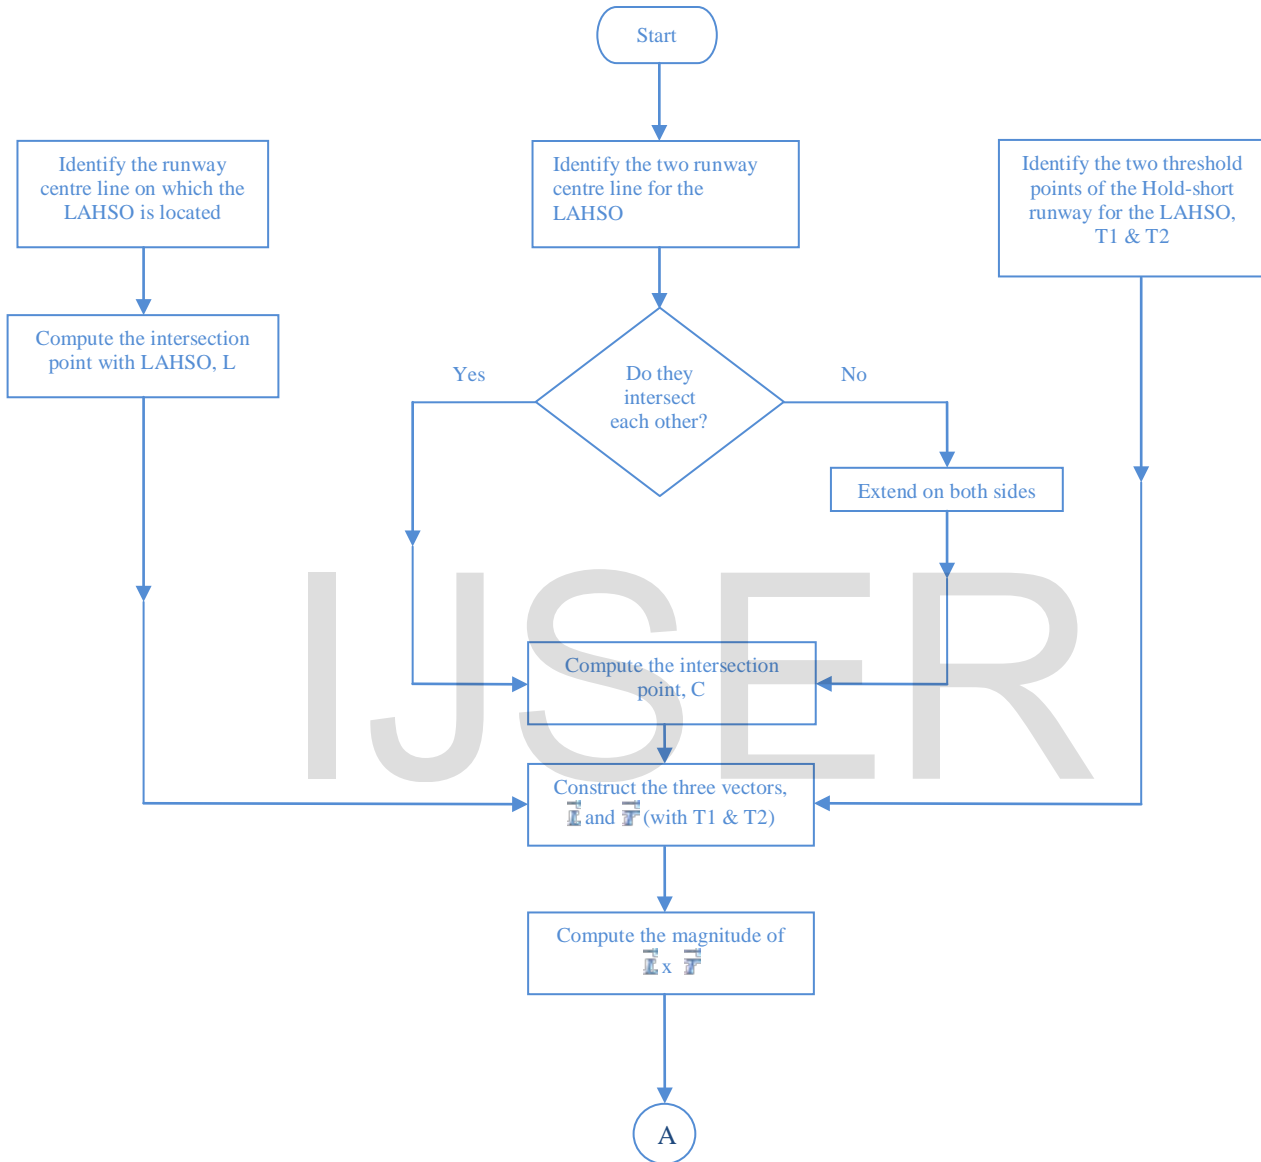 Start
Identify the runway
centre line on which the
LAHSO is located
Identify the two runway
centre line for the
LAHSO
Identify the two threshold
points of the Hold-short
runway for the LAHSO,
T1 & T2
Compute the intersection
point with LAHSO, L
Yes
Do they
intersect
each other?
No
Extend on both sides
IJSER
Compute the intersection
point, C
Construct the three vectors,
L and T (with T1 & T2)
Compute the magnitude of
L x T
A